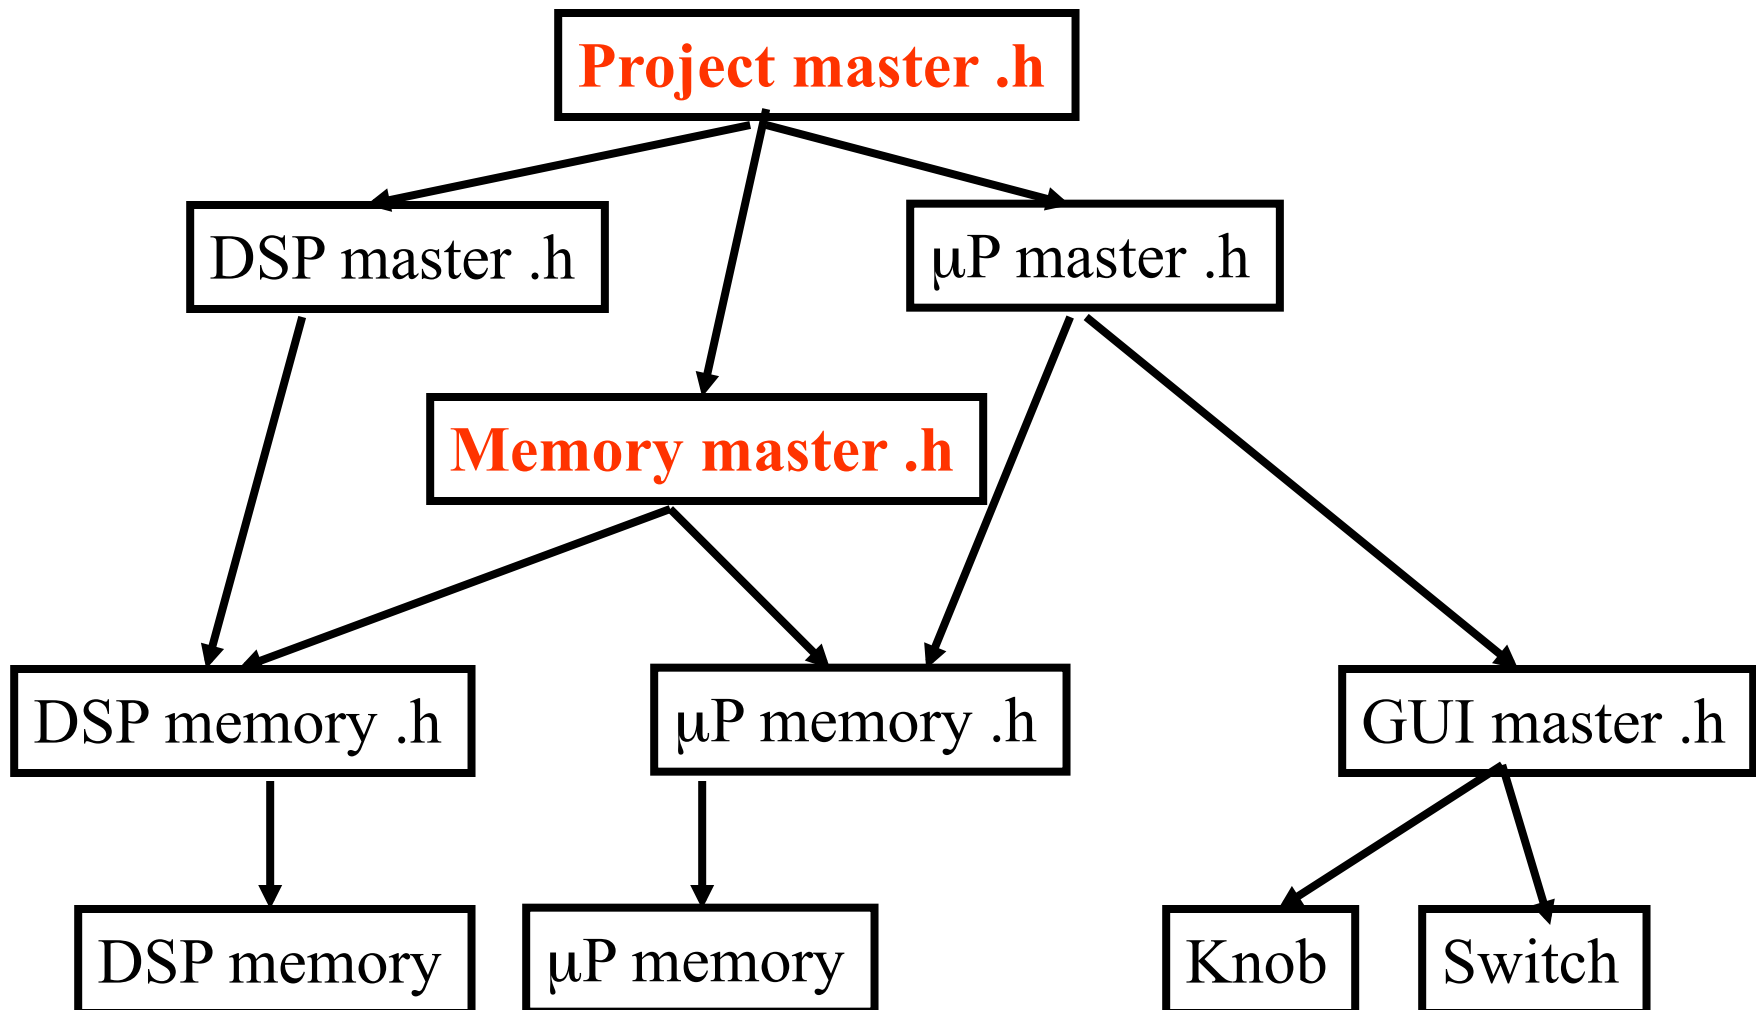 Project master .h
DSP master .h
μP master .h
Memory master .h
DSP memory .h
μP memory .h
GUI master .h
DSP memory
μP memory
Knob
Switch